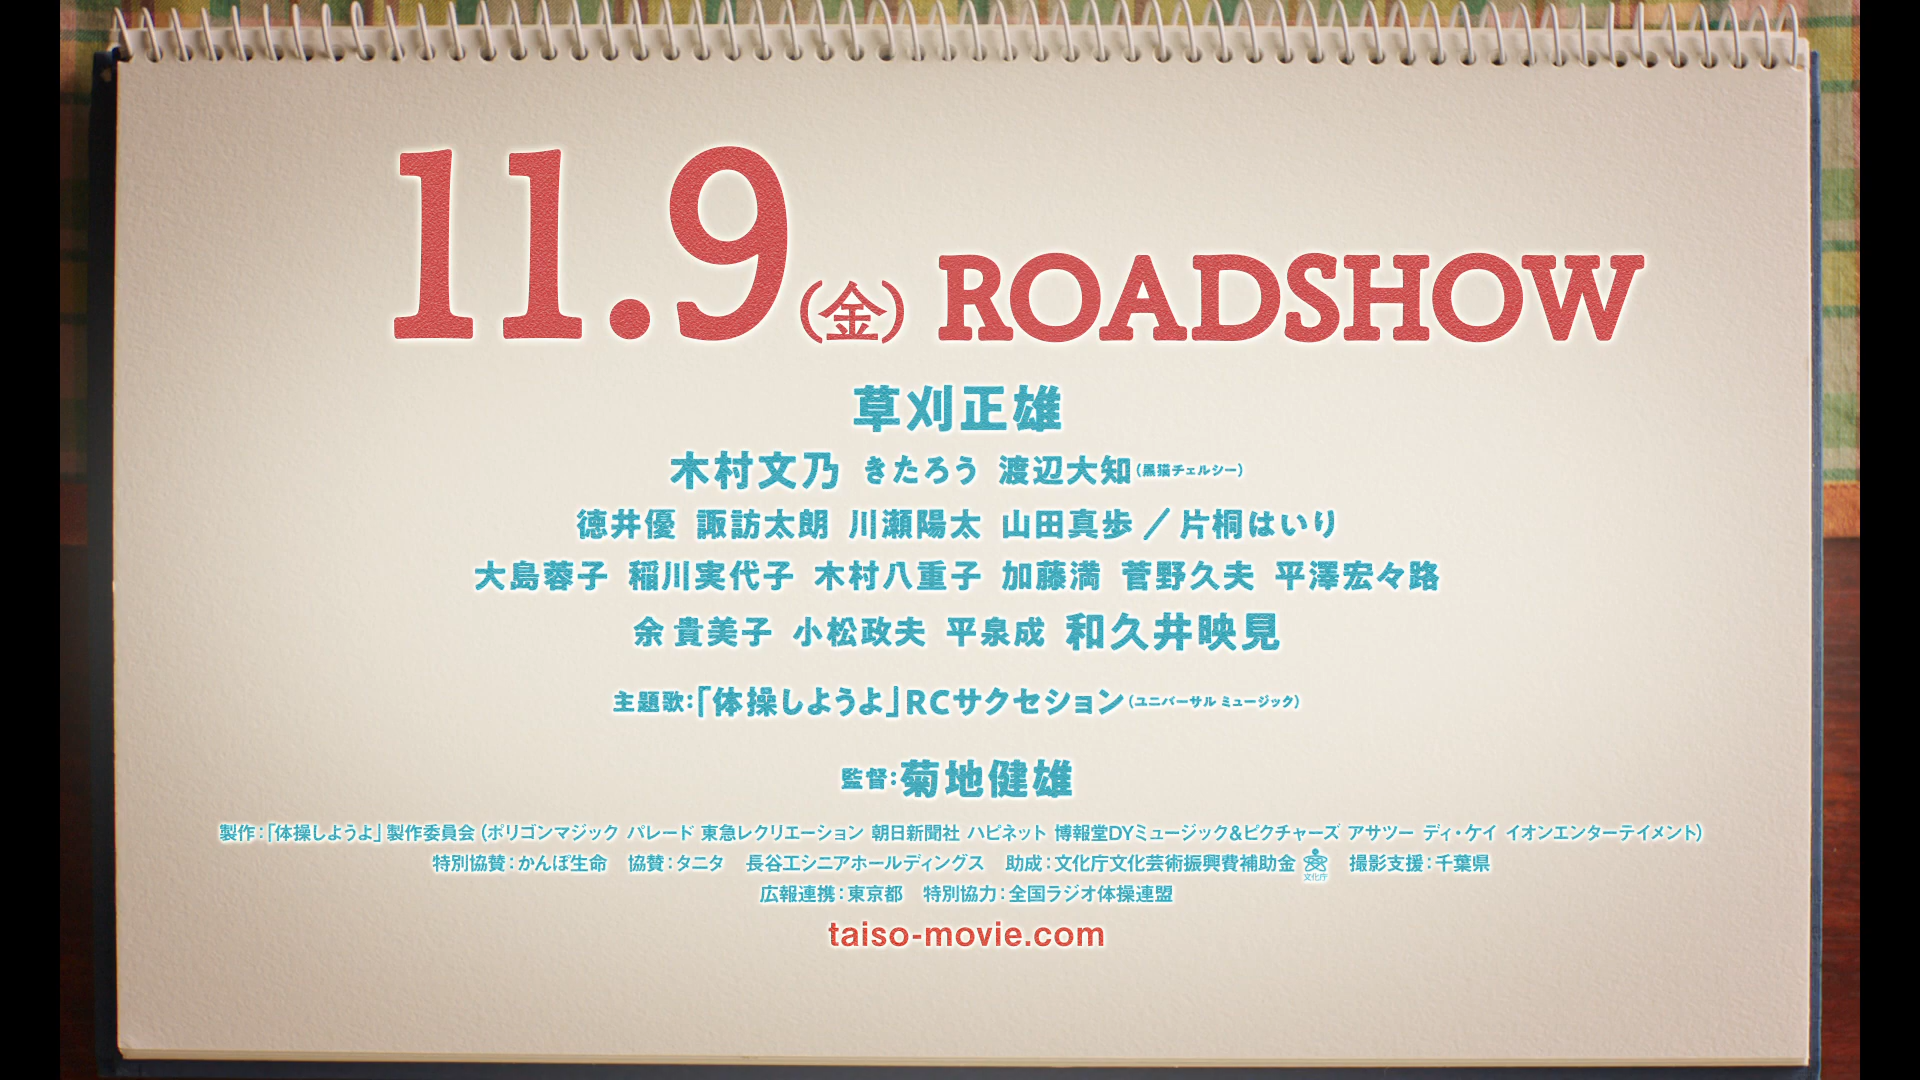 11.9(金) ROADSHOW
草刈正雄
木村文乃 きたろう 渡辺大知(黒猫チェルシー)
徳井優 諏訪太朗 川瀬陽太 山田真歩／片桐はいり
大島蓉子 稲川実代子 木村八重子 加藤満 菅野久夫 平澤宏々路
余 貴美子 小松政夫 平泉成 和久井映見
主題歌:「体操しようよ」RCサクセション(ユニバーサル ミュージック)
監督:菊地健雄
製作:「体操しようよ」製作委員会（ポリゴンマジック パレード 東急レクリエーション 朝日新聞社 ハピネット 博報堂DYミュージック&ピクチャーズ アサツー ディ・ケイ イオンエンターテイメント）
特別協賛:かんぽ生命 協賛:タニタ 長谷工シニアホールディングス 助成:文化庁文化芸術振興費補助金 文化庁 撮影支援:千葉県
広報連携:東京都 特別協力:全国ラジオ体操連盟
taiso-movie.com